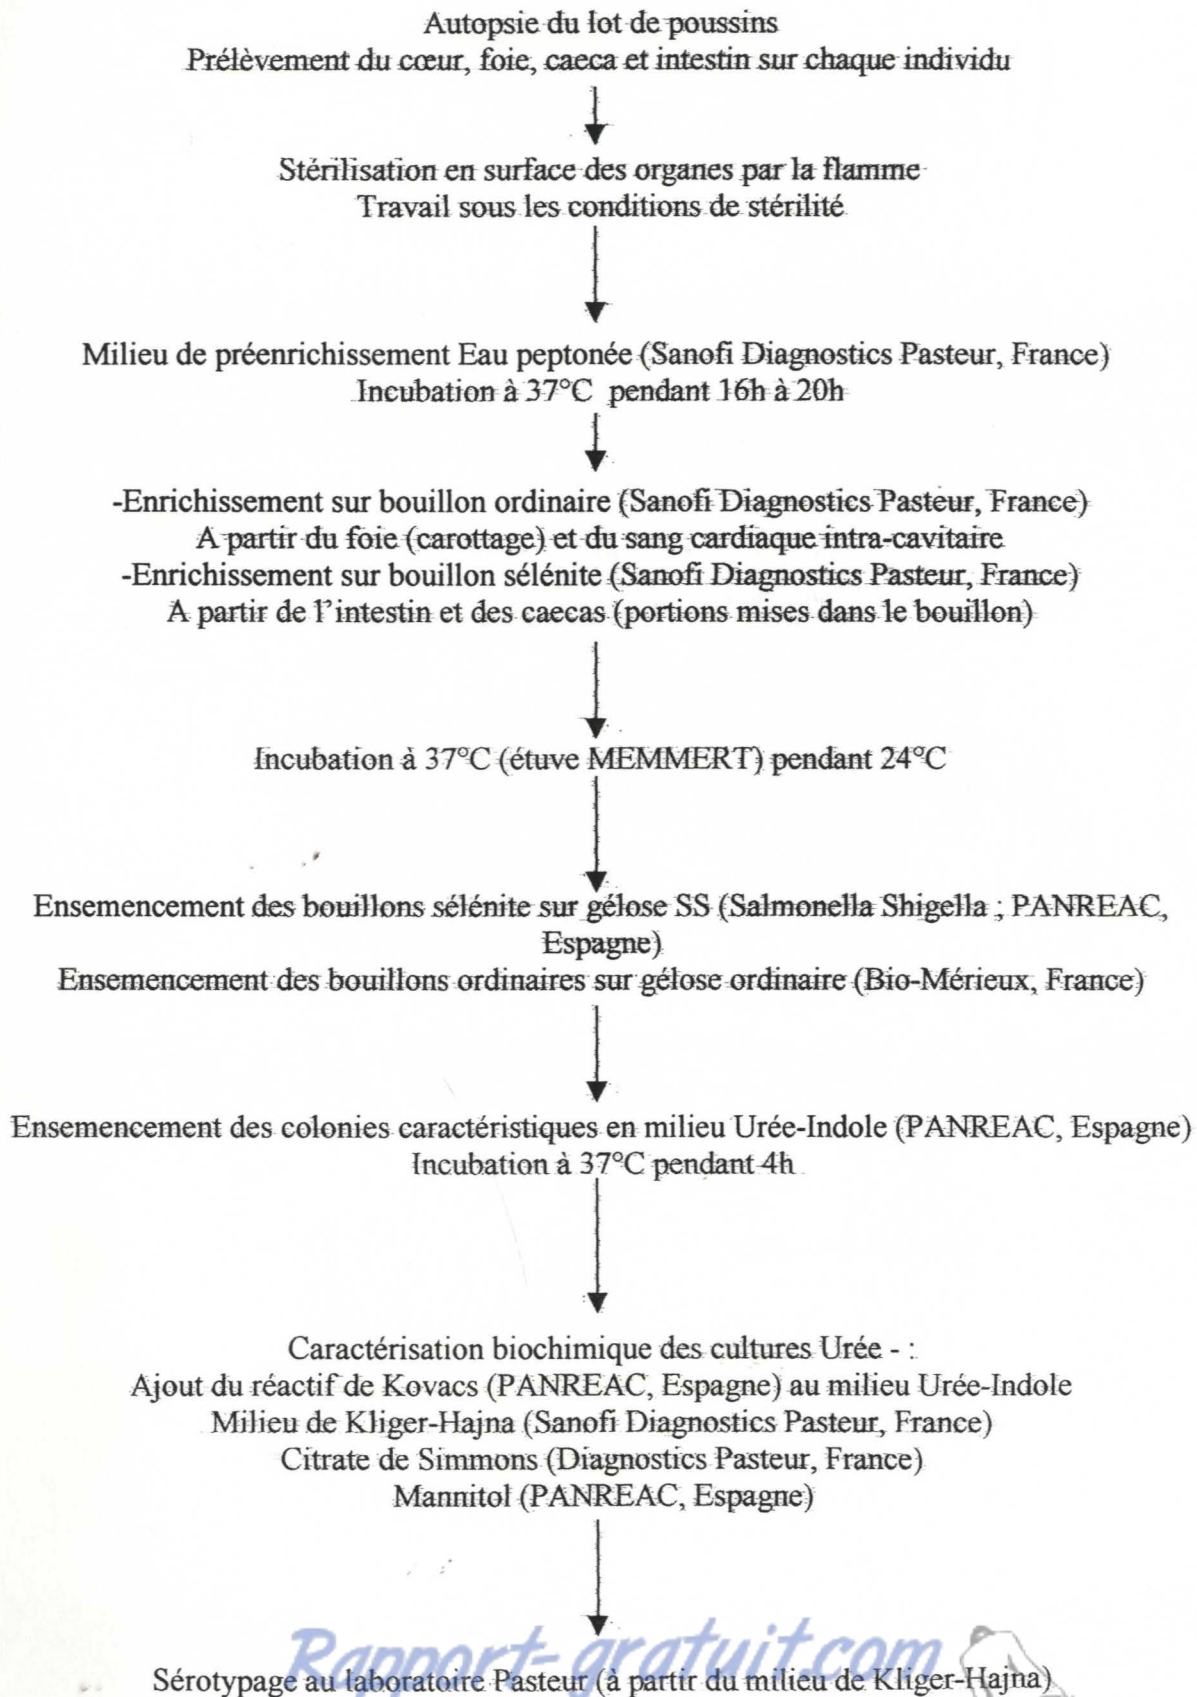 Autopsie du lot de poussins
Prélèvement du cœur, foie, caeca et intestin sur chaque individu
Stérilisation en surface des organes par la flamme
Travail sous les conditions de stérilité
Milieu de préenrichissement Eau peptonée (Sanofi Diagnostics Pasteur, France)
Incubation à 37°C pendant 16h à 20h
-Enrichissement sur bouillon ordinaire (Sanofi Diagnostics Pasteur, France)
A partir du foie (carottage) et du sang cardiaque intra-cavitaire
-Enrichissement sur bouillon sélénite (Sanofi Diagnostics Pasteur, France)
A partir de l'intestin et des caecas (portions mises dans le bouillon)
Incubation à 37°C (étuve MEMMERT) pendant 24°C
Ensemencement des bouillons sélénite sur gélose SS (Salmonella Shigella ; PANREAC,
Espagne)
Ensemencement des bouillons ordinaires sur gélose ordinaire (Bio-Mérieux, France)
Ensemencement des colonies caractéristiques en milieu Urée-Indole (PANREAC, Espagne)
Incubation à 37°C pendant 4h
Caractérisation biochimique des cultures Urée - :
Ajout du réactif de Kovacs (PANREAC, Espagne) au milieu Urée-Indole
Milieu de Kliger-Hajna (Sanofi Diagnostics Pasteur, France)
Citrate de Simmons (Diagnostics Pasteur, France)
Mannitol (PANREAC, Espagne)
Rapport-gratuit.com
Sérotypage au laboratoire Pasteur (à partir du milieu de Kliger-Hajna)